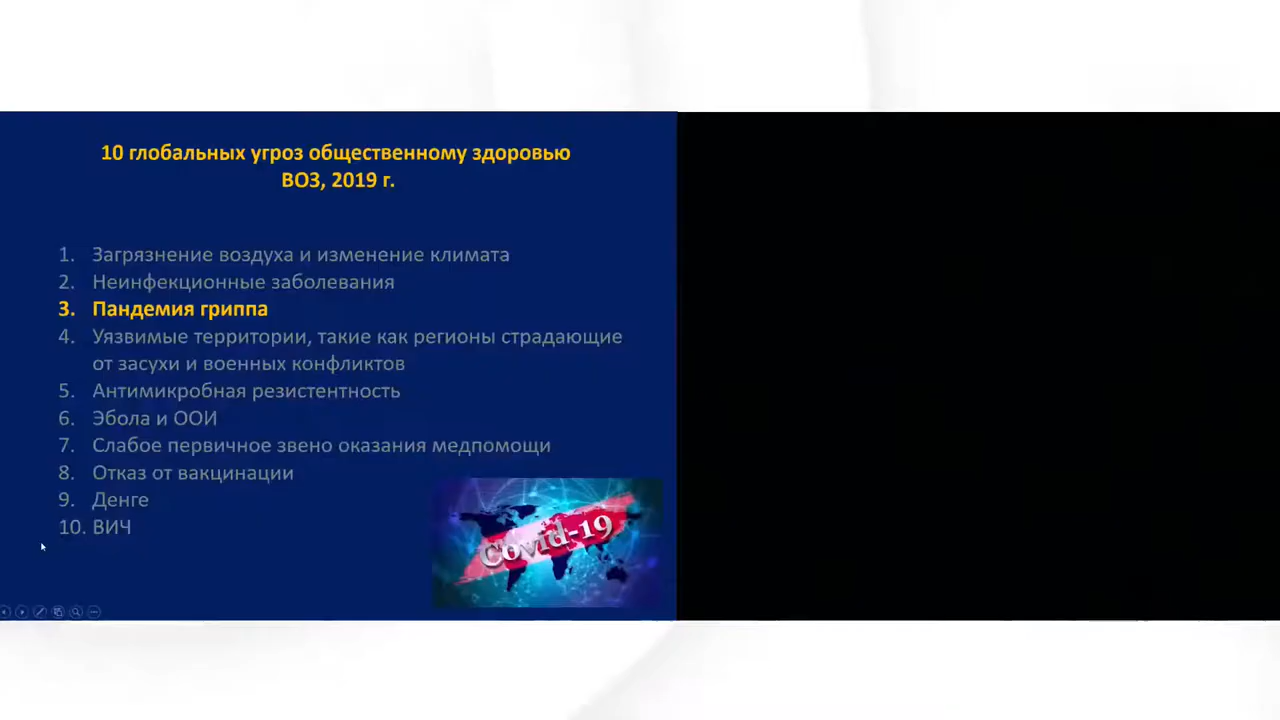 10 глобальных угроз общественному здоровью
ВОЗ, 2019 г.
1. Загрязнение воздуха и изменение климата
2. Неинфекционные заболевания
3. Пандемия гриппа
4. Уязвимые территории, такие как регионы страдающие
от засухи и военных конфликтов
5. Антимикробная резистентность
6. Эбола и ООИ
7. Слабое первичное звено оказания медпомощи
8. Отказ от вакцинации
9. Денге
10. ВИЧ
Covid-19